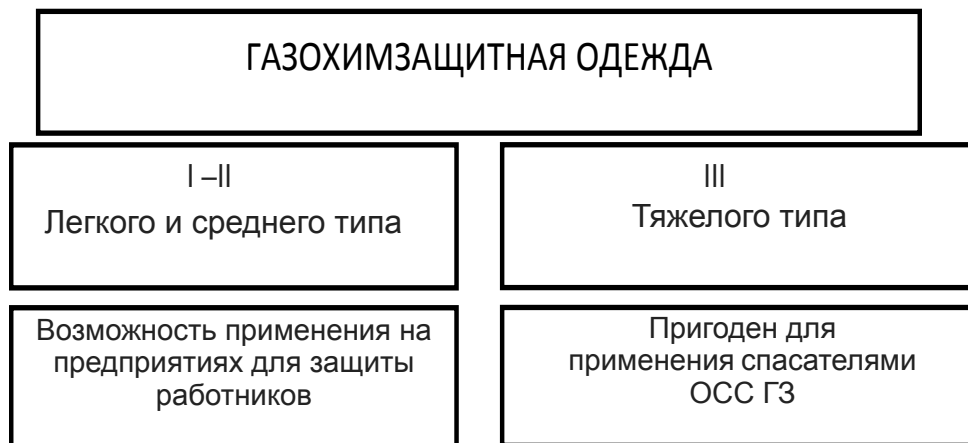 ГАЗОХИМЗАЩИТНАЯ ОДЕЖДА
I –II
Легкого и среднего типа
III
Тяжелого типа
Возможность применения на
предприятиях для защиты
работников
Пригоден для
применения спасателями
ОСС ГЗ